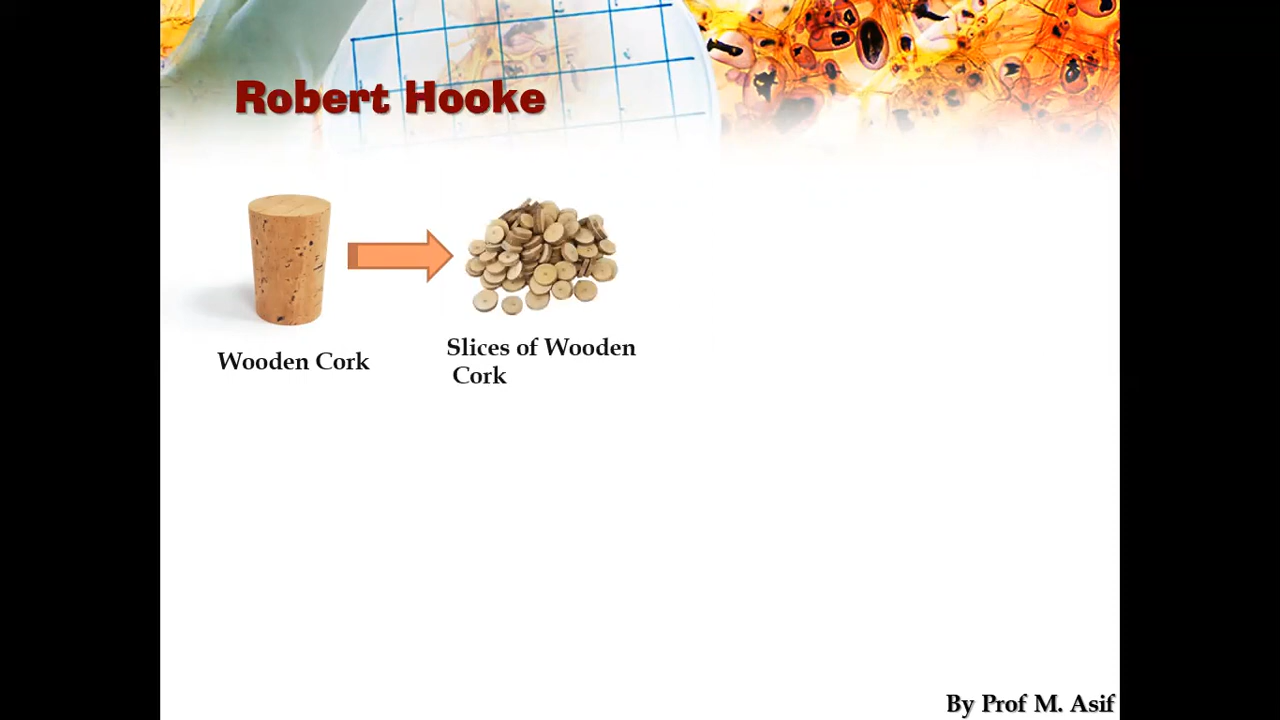 Robert Hooke
Wooden Cork
Slices of Wooden
Cork
By Prof M. Asif